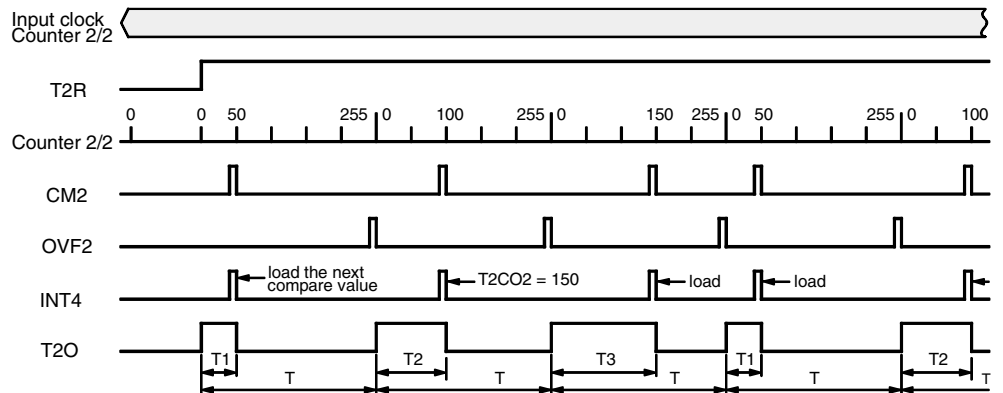 Input clock
Counter 2/2
T2R
0 0 50 255 0 100 255 0 150 255 0 50 255 0 100
Counter 2/2
CM2
OVF2
INT4
load the next
compare value
T2CO2 = 150
load
load
T2O
T1 T2 T3 T1 T2
T T T T T